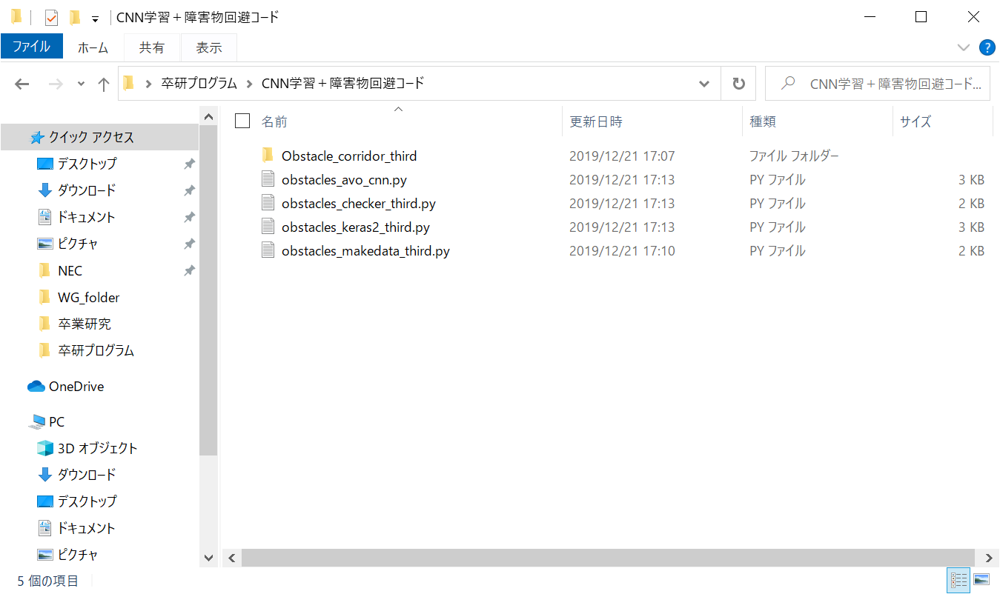 CNN学習＋障害物回避コード
ファイル ホーム 共有 表示
卒研プログラム CNN学習＋障害物回避コード CNN学習＋障害物回避コード...
クイック アクセス
デスクトップ
ダウンロード
ドキュメント
ピクチャ
NEC
WG_folder
卒業研究
卒研プログラム
OneDrive
PC
3D オブジェクト
ダウンロード
デスクトップ
ドキュメント
ピクチャ
名前 更新日時 種類 サイズ
Obstacle_corridor_third 2019/12/21 17:07 ファイル フォルダー
obstacles_avo_cnn.py 2019/12/21 17:13 PY ファイル 3 KB
obstacles_checker_third.py 2019/12/21 17:13 PY ファイル 2 KB
obstacles_keras2_third.py 2019/12/21 17:13 PY ファイル 3 KB
obstacles_makedata_third.py 2019/12/21 17:10 PY ファイル 2 KB
5 個の項目